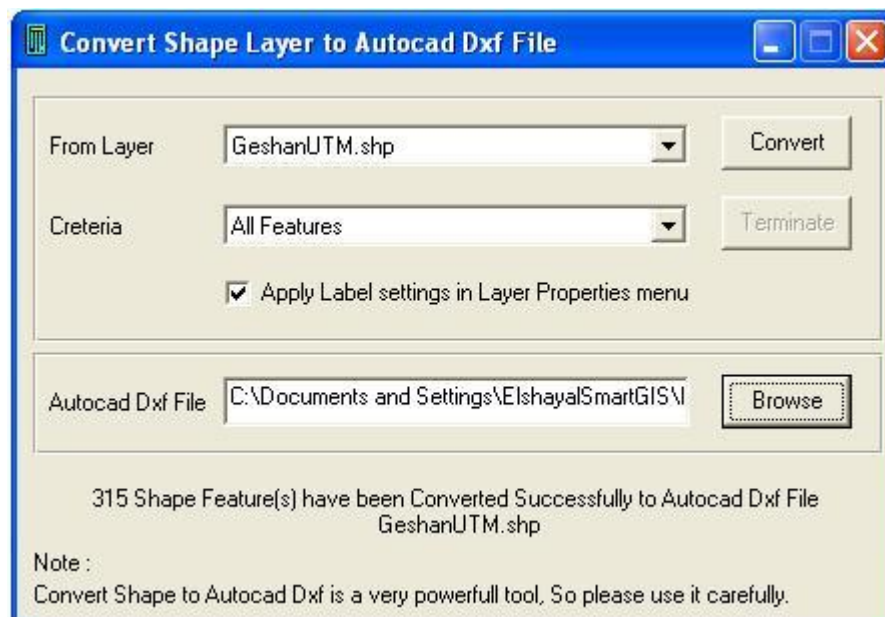 Convert Shape Layer to Autocad Dxf File
From Layer GeshanUTM.shp Convert
Creteria All Features Terminate
Apply Label settings in Layer Properties menu
Autocad Dxf File C:\Documents and Settings\ElshayalSmartGIS\ Browse
315 Shape Feature(s) have been Converted Successfully to Autocad Dxf File
GeshanUTM.shp
Note :
Convert Shape to Autocad Dxf is a very powerfull tool, So please use it carefully.